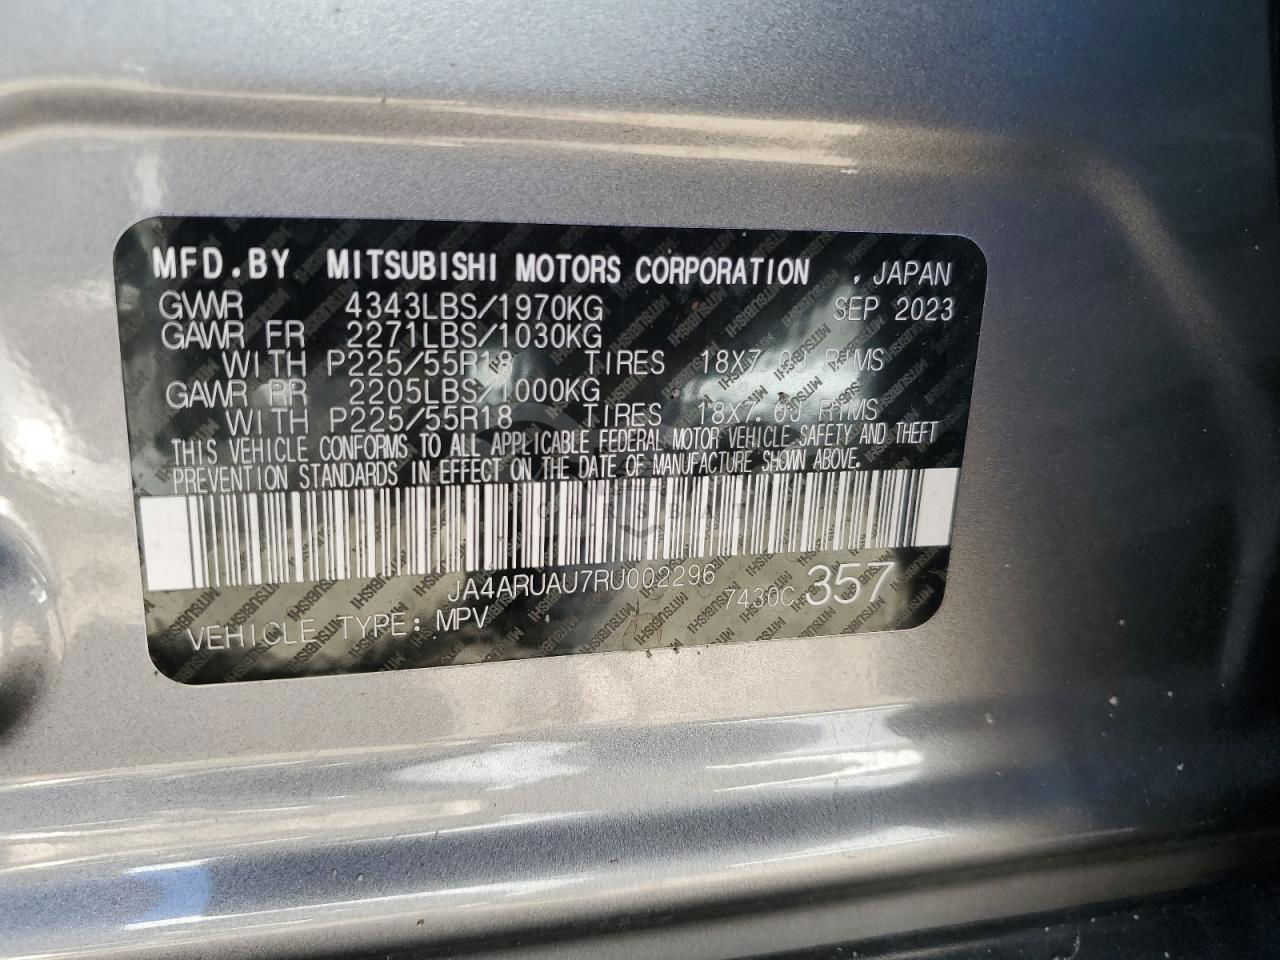 MFD.BY MITSUBISHI MOTORS CORPORATION , JAPAN
GVWR 4343LBS/1970KG SEP 2023
GAWR FR 2271LBS/1030KG
WITH P225/55R18 TIRES 18X7.00 RIMS
GAWR RR 2205LBS/1000KG
WITH P225/55R18 TIRES 18X7.00 RIMS
THIS VEHICLE CONFORMS TO ALL APPLICABLE FEDERAL MOTOR VEHICLE SAFETY AND THEFT
PREVENTION STANDARDS IN EFFECT ON THE DATE OF MANUFACTURE SHOWN ABOVE.
JA4ARUAU7RU002296 7430C 357
VEHICLE TYPE: MPV